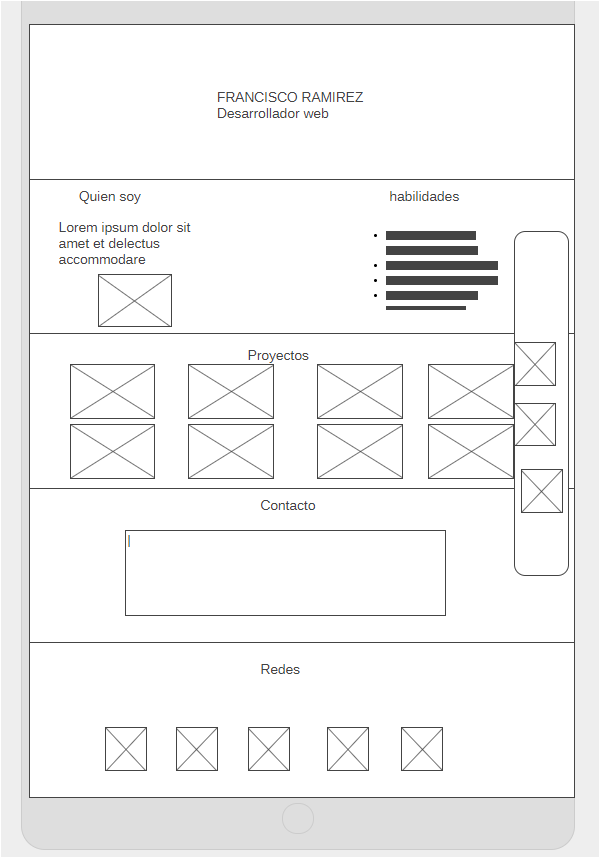 FRANCISCO RAMIREZ
Desarrollador web
Quien soy
Lorem ipsum dolor sit
amet et delectus
accommodare
habilidades
Proyectos
Contacto
Redes